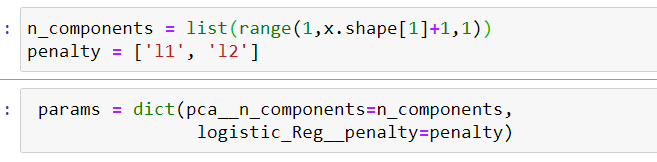 : n_components = list(range(1,x.shape[1]+1,1))
penalty = ['l1', 'l2']
: params = dict(pca__n_components=n_components,
logistic_Reg__penalty=penalty)